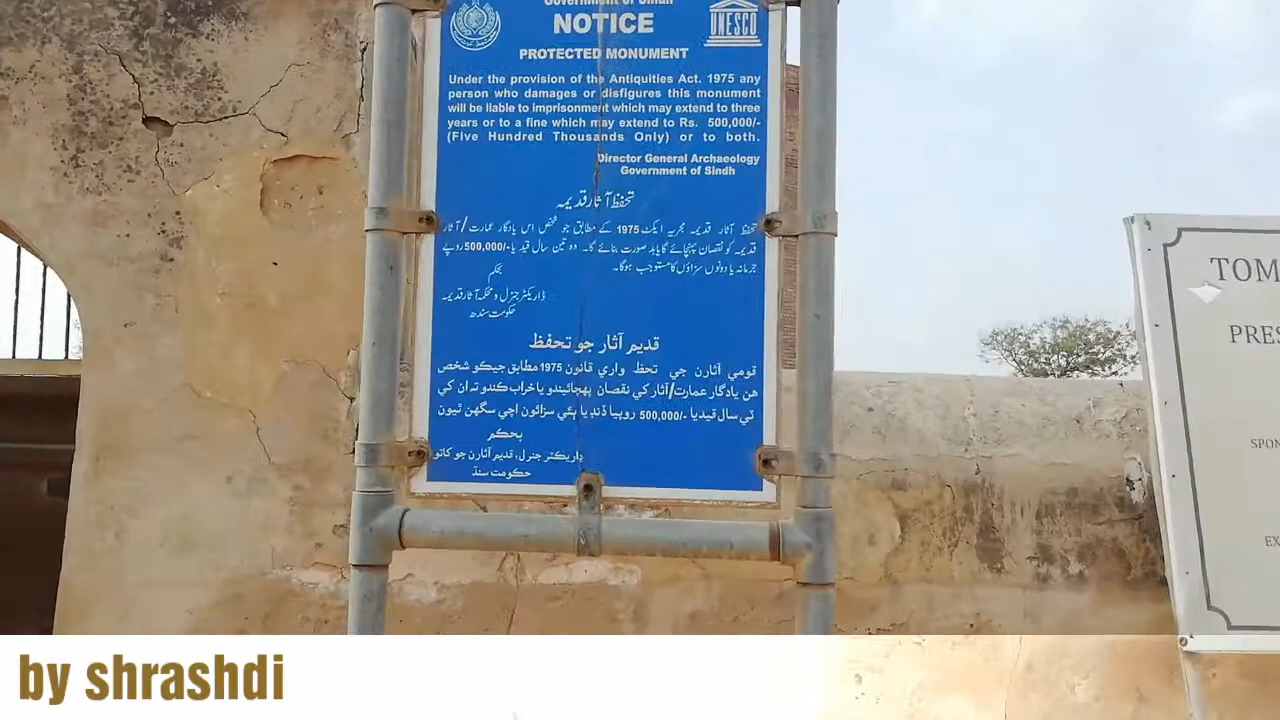 Government of Sindh
NOTICE
UNESCO
PROTECTED MONUMENT
Under the provision of the Antiquities Act. 1975 any
person who damages or disfigures this monument
will be liable to imprisonment which may extend to three
years or to a fine which may extend to Rs. 500,000/-
(Five Hundred Thousands Only) or to both.
Director General Archaeology
Government of Sindh
تحفظ آثار قدیمہ
تحفظ آثار قدیمہ مجریہ ایکٹ 1975 کے مطابق جو شخص اس یادگار عمارت/آثار
قدیمہ کو نقصان پہنچائے گا یا بد صورت بنائے گا۔ وہ تین سال قید یا -/500,000 روپے
جرمانہ یا دونوں سزاؤں کا مستوجب ہوگا۔
بحکم
ڈاریکٹر جنرل و محکمہ آثار قدیمہ
حکومت سندھ
قديم آثار جو تحفظ
قومي آثارن جي تحظ واري قانون 1975 مطابق جيڪو شخص
هن يادگار عمارت/آثار کي نقصان پهچائيندو يا خراب ڪندو ته ان کي
ٽي سال قيد يا -/500,000 روپيا ڏنڊ يا ٻئي سزائون اچي سگهن ٿيون
بحڪم
ڊاريڪٽر جنرل، قديم آثارن جو کاتو
حڪومت سنڌ
TOM
PRES
SPON
EX
by shrashdi